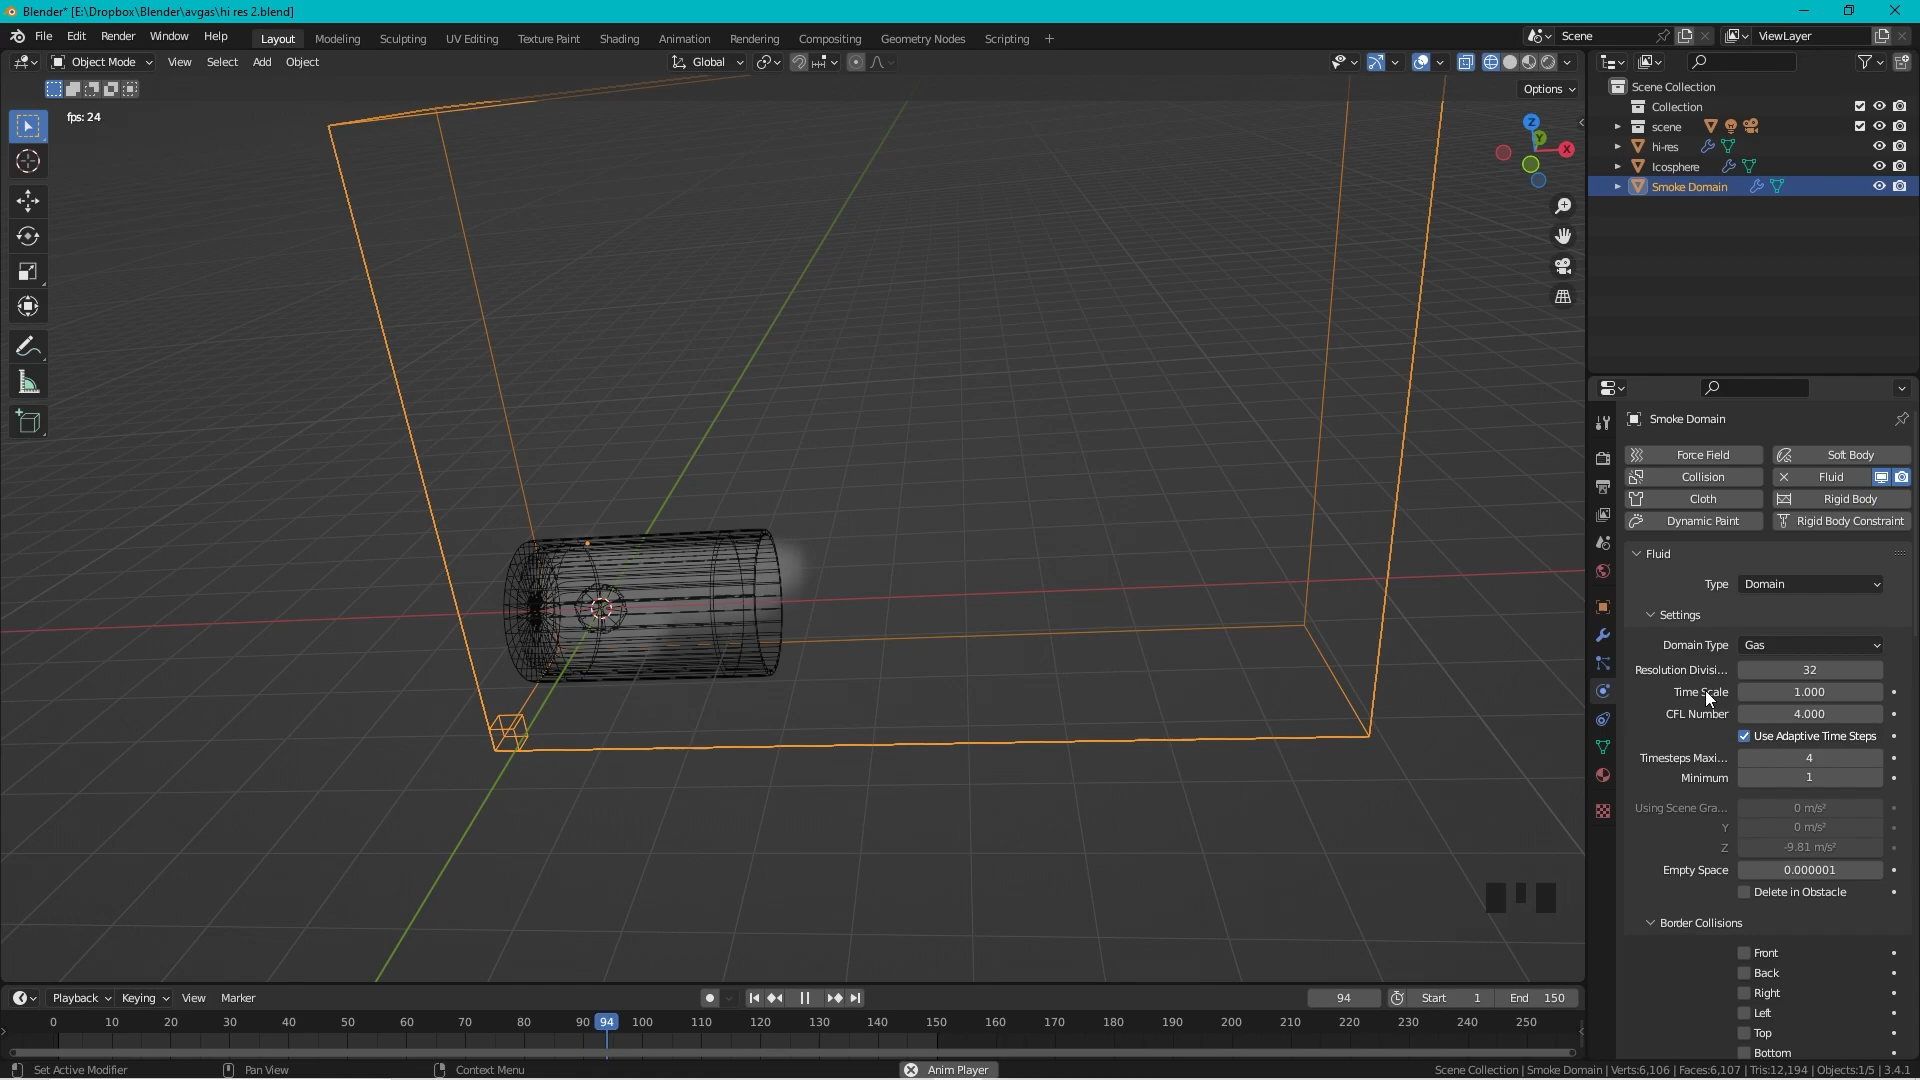 Blender* [E:\Dropbox\Blender\avgas\hi res 2.blend]
File Edit Render Window Help Layout Modeling Sculpting UV Editing Texture Paint Shading Animation Rendering Compositing Geometry Nodes Scripting + Scene ViewLayer
Object Mode View Select Add Object Global
Options
fps: 24
Z
Y
X
Scene Collection
Collection
scene
hi-res
Icosphere
Smoke Domain
Smoke Domain
Force Field Soft Body
Collision Fluid
Cloth Rigid Body
Dynamic Paint Rigid Body Constraint
Fluid
Type Domain
Settings
Domain Type Gas
Resolution Divisi... 32
Time Scale 1.000
CFL Number 4.000
Use Adaptive Time Steps
Timesteps Maxi... 4
Minimum 1
Using Scene Gra... 0 m/s²
Y 0 m/s²
Z -9.81 m/s²
Empty Space 0.000001
Delete in Obstacle
Border Collisions
Front
Back
Right
Left
Top
Bottom
Playback Keying View Marker 94 Start 1 End 150
0 10 20 30 40 50 60 70 80 90 94 100 110 120 130 140 150 160 170 180 190 200 210 220 230 240 250
Set Active Modifier Pan View Context Menu Anim Player Scene Collection | Smoke Domain | Verts:6,106 | Faces:6,107 | Tris:12,194 | Objects:1/5 | 3.4.1